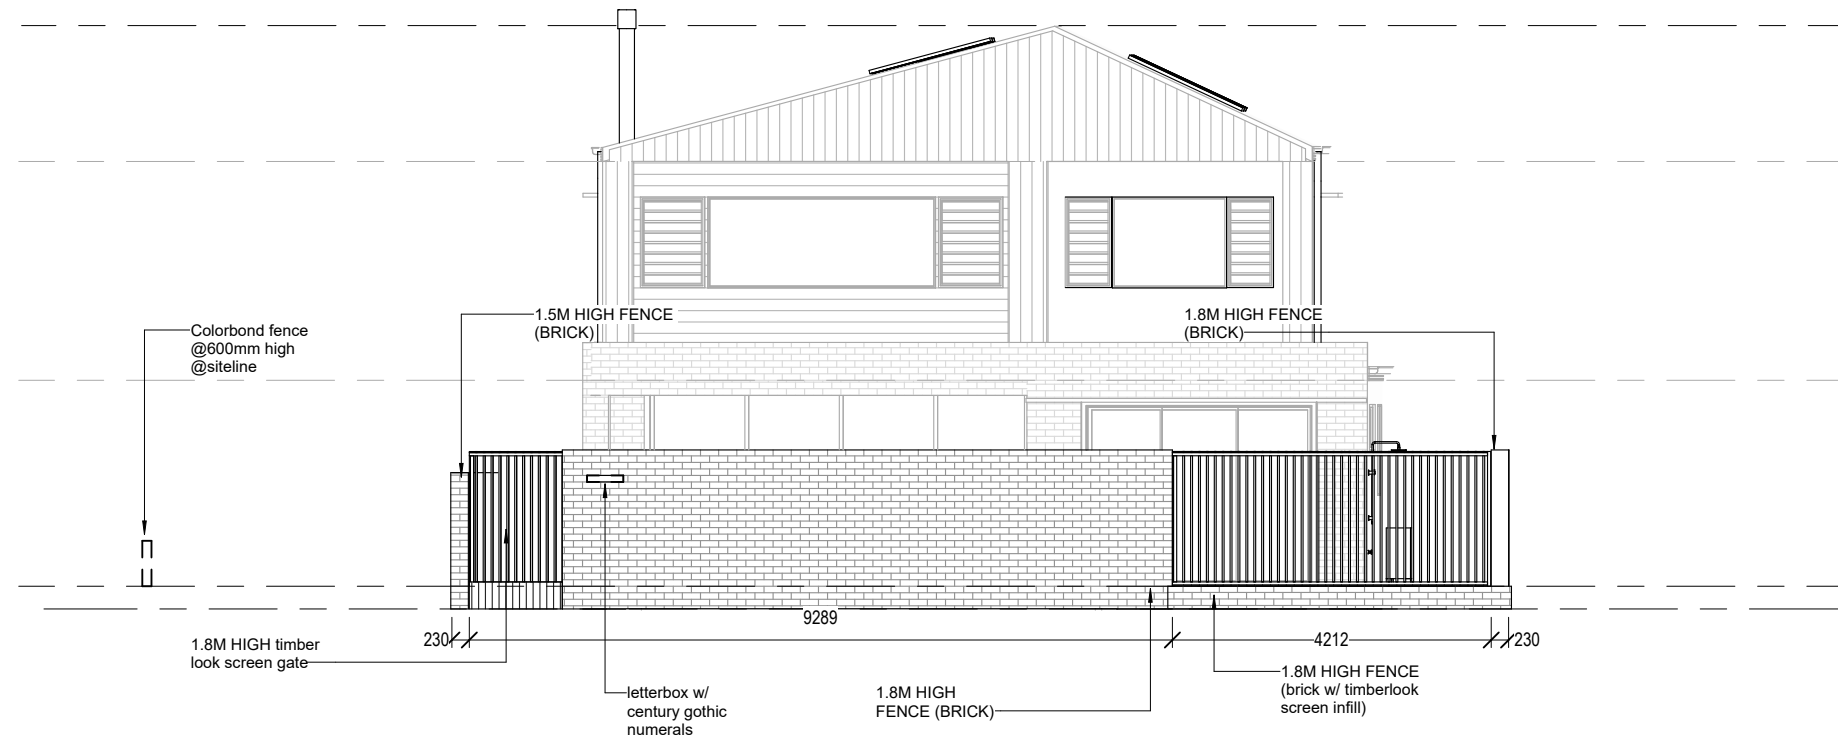 1.5M HIGH FENCE
(BRICK)
1.8M HIGH FENCE
(BRICK)
Colorbond fence
@600mm high
@siteline
9289
230
4212
230
1.8M HIGH timber
look screen gate
letterbox w/
century gothic
numerals
1.8M HIGH
FENCE (BRICK)
1.8M HIGH FENCE
(brick w/ timberlook
screen infill)